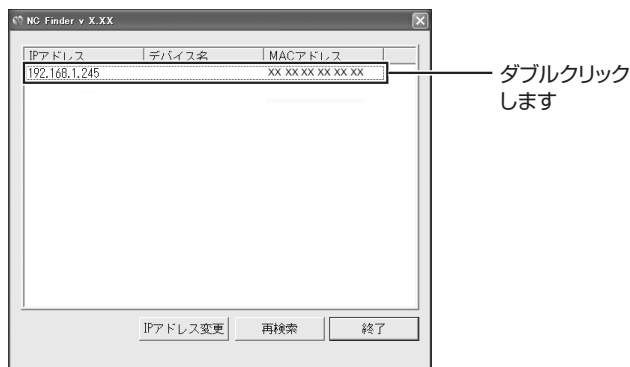 NC Finder v X.XX
IPアドレス デバイス名 MACアドレス
192.168.1.245 XX XX XX XX XX XX
ダブルクリック
します
IPアドレス変更 再検索 終了